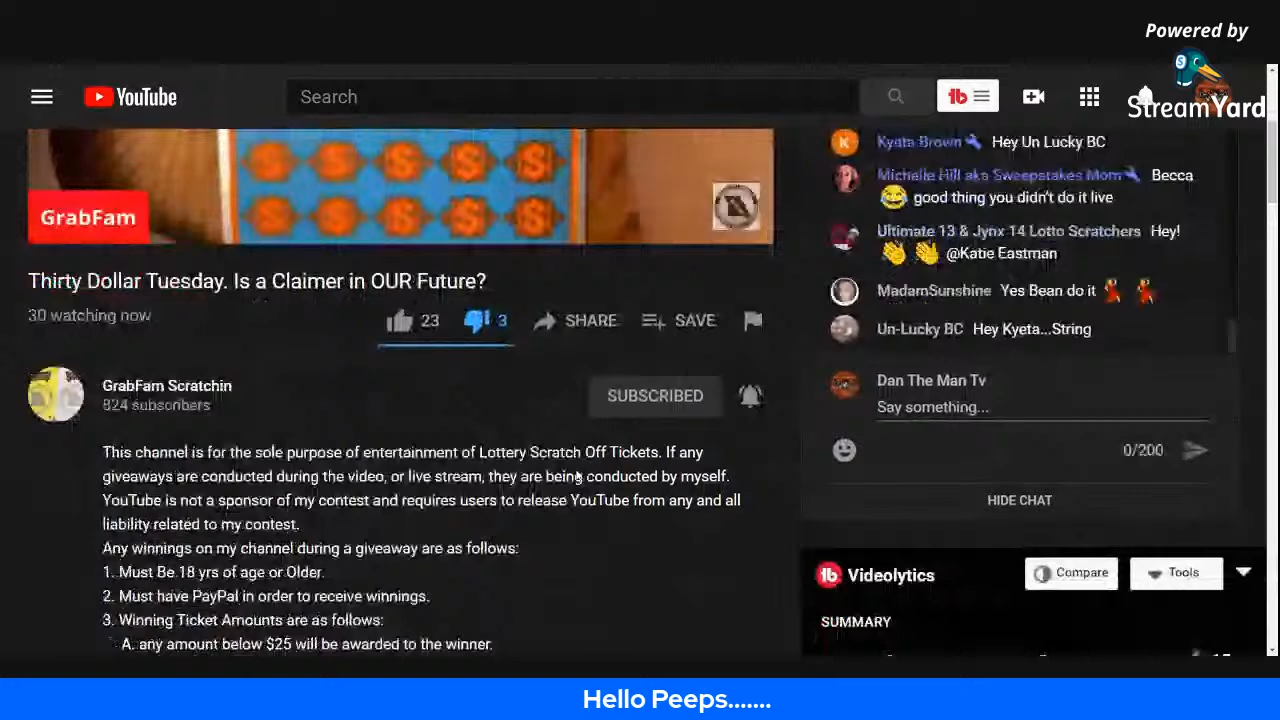 Powered by
StreamYard
YouTube
Search
GrabFam
Thirty Dollar Tuesday. Is a Claimer in OUR Future?
30 watching now
23
3
SHARE
SAVE
GrabFam Scratchin
824 subscribers
SUBSCRIBED
This channel is for the sole purpose of entertainment of Lottery Scratch Off Tickets. If any
giveaways are conducted during the video, or live stream, they are being conducted by myself.
YouTube is not a sponsor of my contest and requires users to release YouTube from any and all
liability related to my contest.
Any winnings on my channel during a giveaway are as follows:
1. Must Be 18 yrs of age or Older.
2. Must have PayPal in order to receive winnings.
3. Winning Ticket Amounts are as follows:
A. any amount below $25 will be awarded to the winner.
K
Kyata Brown Hey Un Lucky BC
Michelle Hill aka Sweepstakes Mom Becca
good thing you didn't do it live
Ultimate 13 & Jynx 14 Lotto Scratchers Hey!
@Katie Eastman
MadamSunshine Yes Bean do it
Un-Lucky BC Hey Kyeta...String
Dan The Man Tv
Say something...
0/200
HIDE CHAT
Videolytics
Compare
Tools
SUMMARY
Hello Peeps.......